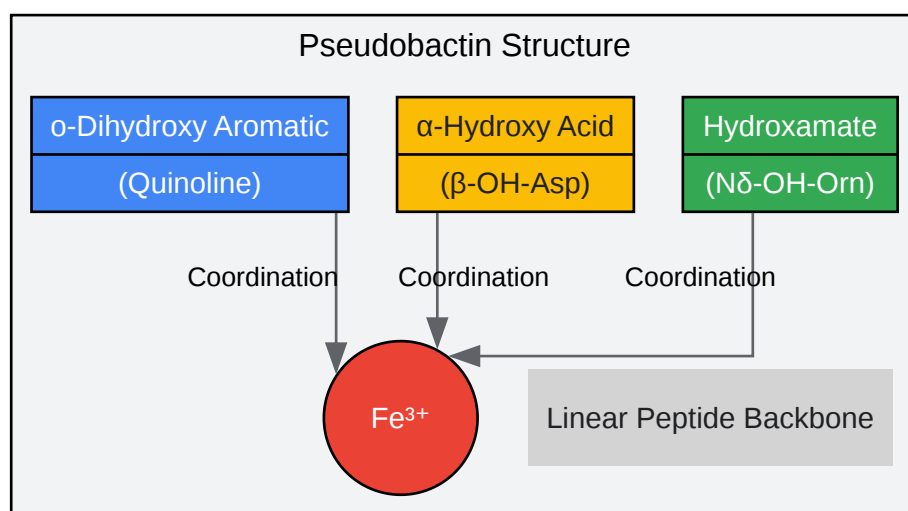 Pseudobactin Structure
o-Dihydroxy Aromatic
(Quinoline)
α-Hydroxy Acid
(β-OH-Asp)
Hydroxamate
(Nδ-OH-Orn)
Coordination
Coordination
Coordination
Fe³⁺
Linear Peptide Backbone